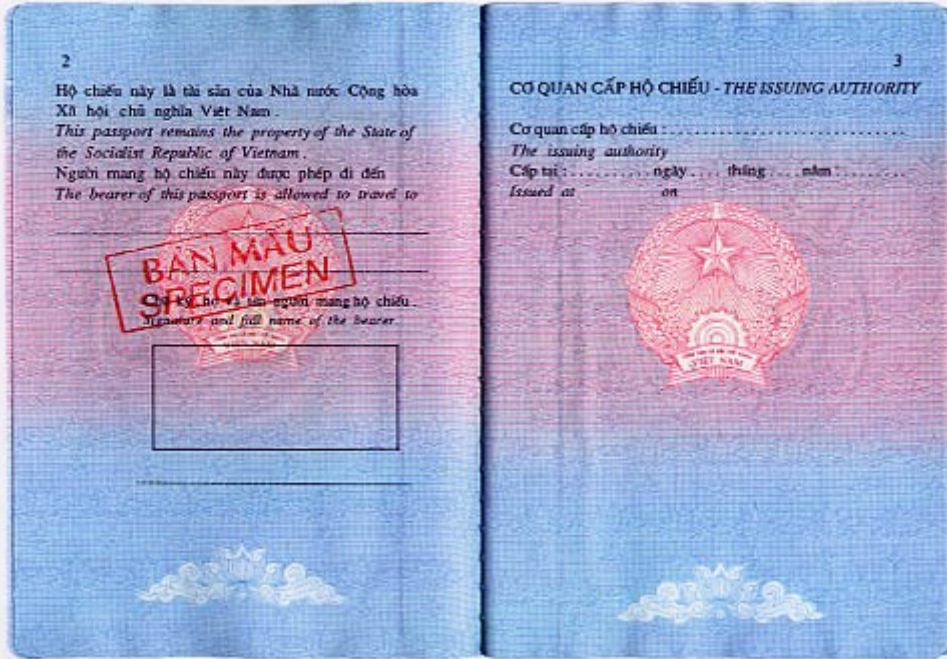 2
Hộ chiếu này là tài sản của Nhà nước Cộng hòa
Xã hội chủ nghĩa Việt Nam .
This passport remains the property of the State of
the Socialist Republic of Vietnam .
Người mang hộ chiếu này được phép đi đến
The bearer of this passport is allowed to travel to
BẢN MẪU
SPECIMEN
ký, họ và tên người mang hộ chiếu .
Signature and full name of the bearer
3
CƠ QUAN CẤP HỘ CHIẾU - THE ISSUING AUTHORITY
Cơ quan cấp hộ chiếu : . . . . . . . . . . . . . . . . . . . . . . . . . . . .
The issuing authority
Cấp tại : . . . . . . . . . . ngày . . . . tháng . . . . năm : . . . . . . . .
Issued at on
VIỆT NAM